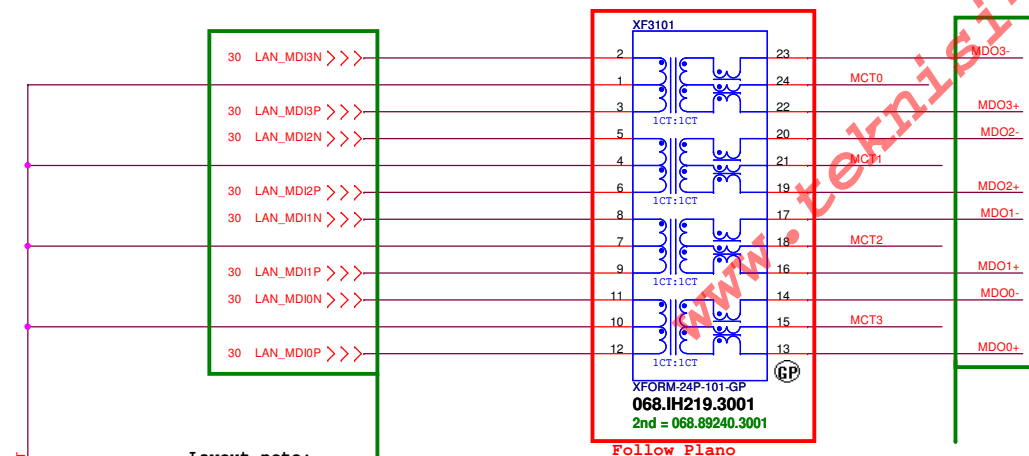 XF3101
30 LAN_MDI3N 2 23 MDO3-
1 24 MCT0
30 LAN_MDI3P 3 22 MDO3+
1CT:1CT
30 LAN_MDI2N 5 20 MDO2-
4 21 MCT1
30 LAN_MDI2P 6 19 MDO2+
1CT:1CT
30 LAN_MDI1N 8 17 MDO1-
7 18 MCT2
30 LAN_MDI1P 9 16 MDO1+
1CT:1CT
30 LAN_MDI0N 11 14 MDO0-
10 15 MCT3
30 LAN_MDI0P 12 13 MDO0+
1CT:1CT
GP
XFORM-24P-101-GP
068.IH219.3001
2nd = 068.89240.3001
Follow Plano
Layout note:
www.teknisi